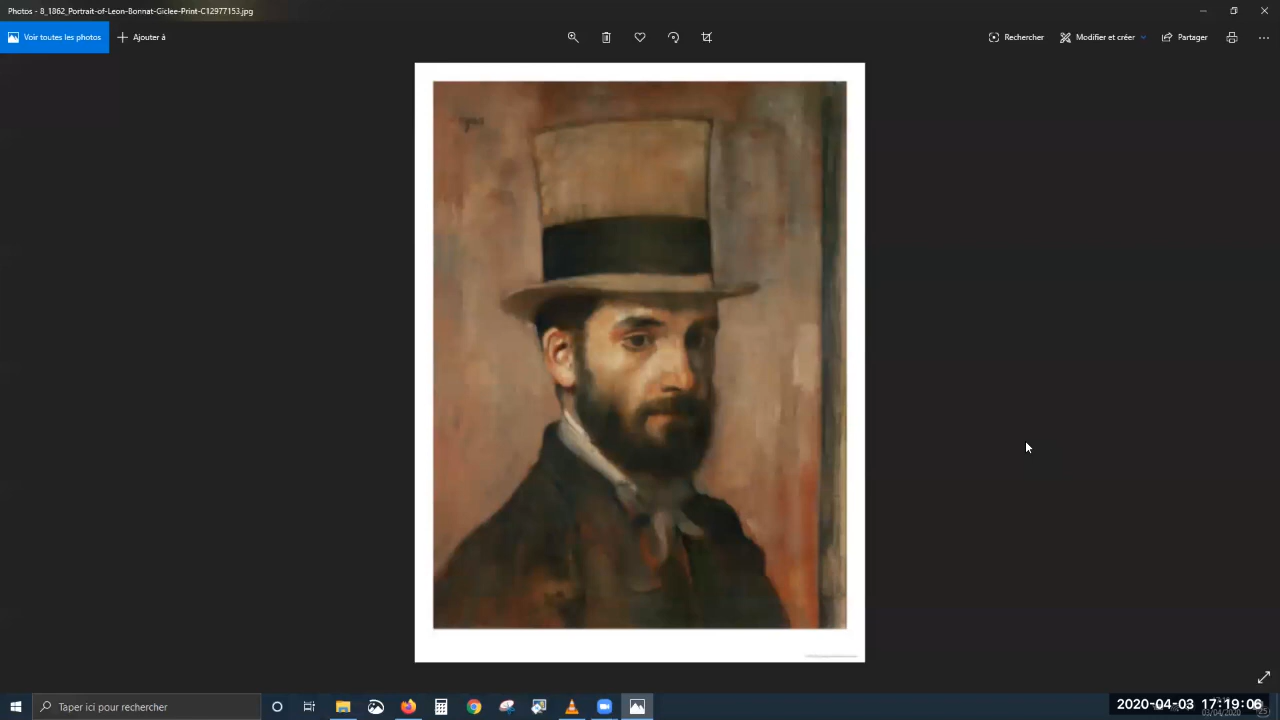 Photos - 8_1862_Portrait-of-Leon-Bonnat-Giclee-Print-C12977153.jpg
Voir toutes les photos
Ajouter à
Rechercher
Modifier et créer
Partager
Taper ici pour rechercher
2020-04-03 17:19:06